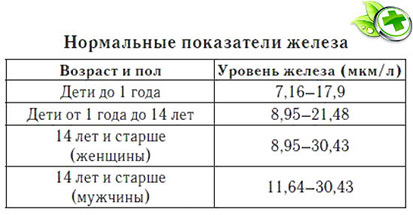 Нормальные показатели железа
Возраст и пол Уровень железа (мкм/л)
Дети до 1 года 7,16–17,9
Дети от 1 года до 14 лет 8,95–21,48
14 лет и старше
(женщины) 8,95–30,43
14 лет и старше
(мужчины) 11,64–30,43